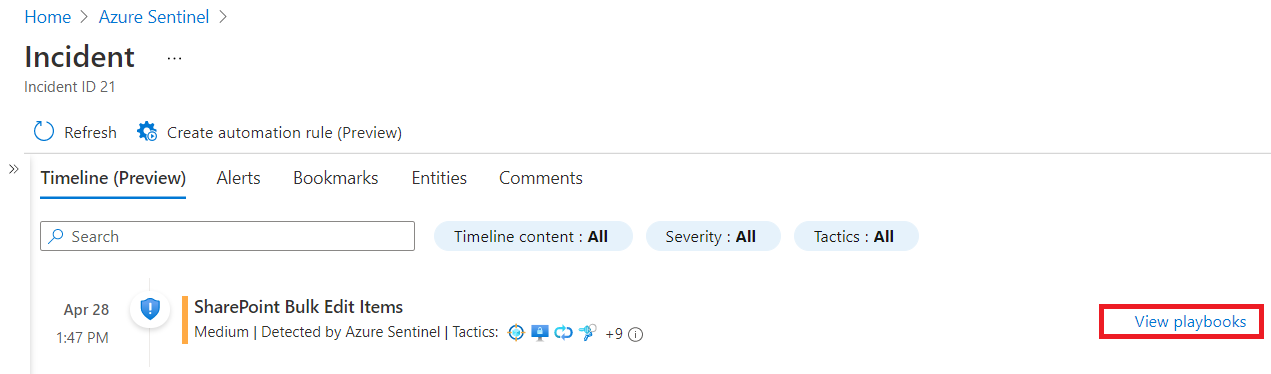 Home > Azure Sentinel >
Incident ...
Incident ID 21
Refresh Create automation rule (Preview)
Timeline (Preview) Alerts Bookmarks Entities Comments
Search Timeline content : All Severity : All Tactics : All
Apr 28 SharePoint Bulk Edit Items
1:47 PM Medium | Detected by Azure Sentinel | Tactics: +9 View playbooks